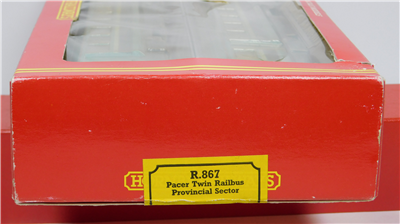 R.867
Pacer Twin Railbus
Provincial Sector